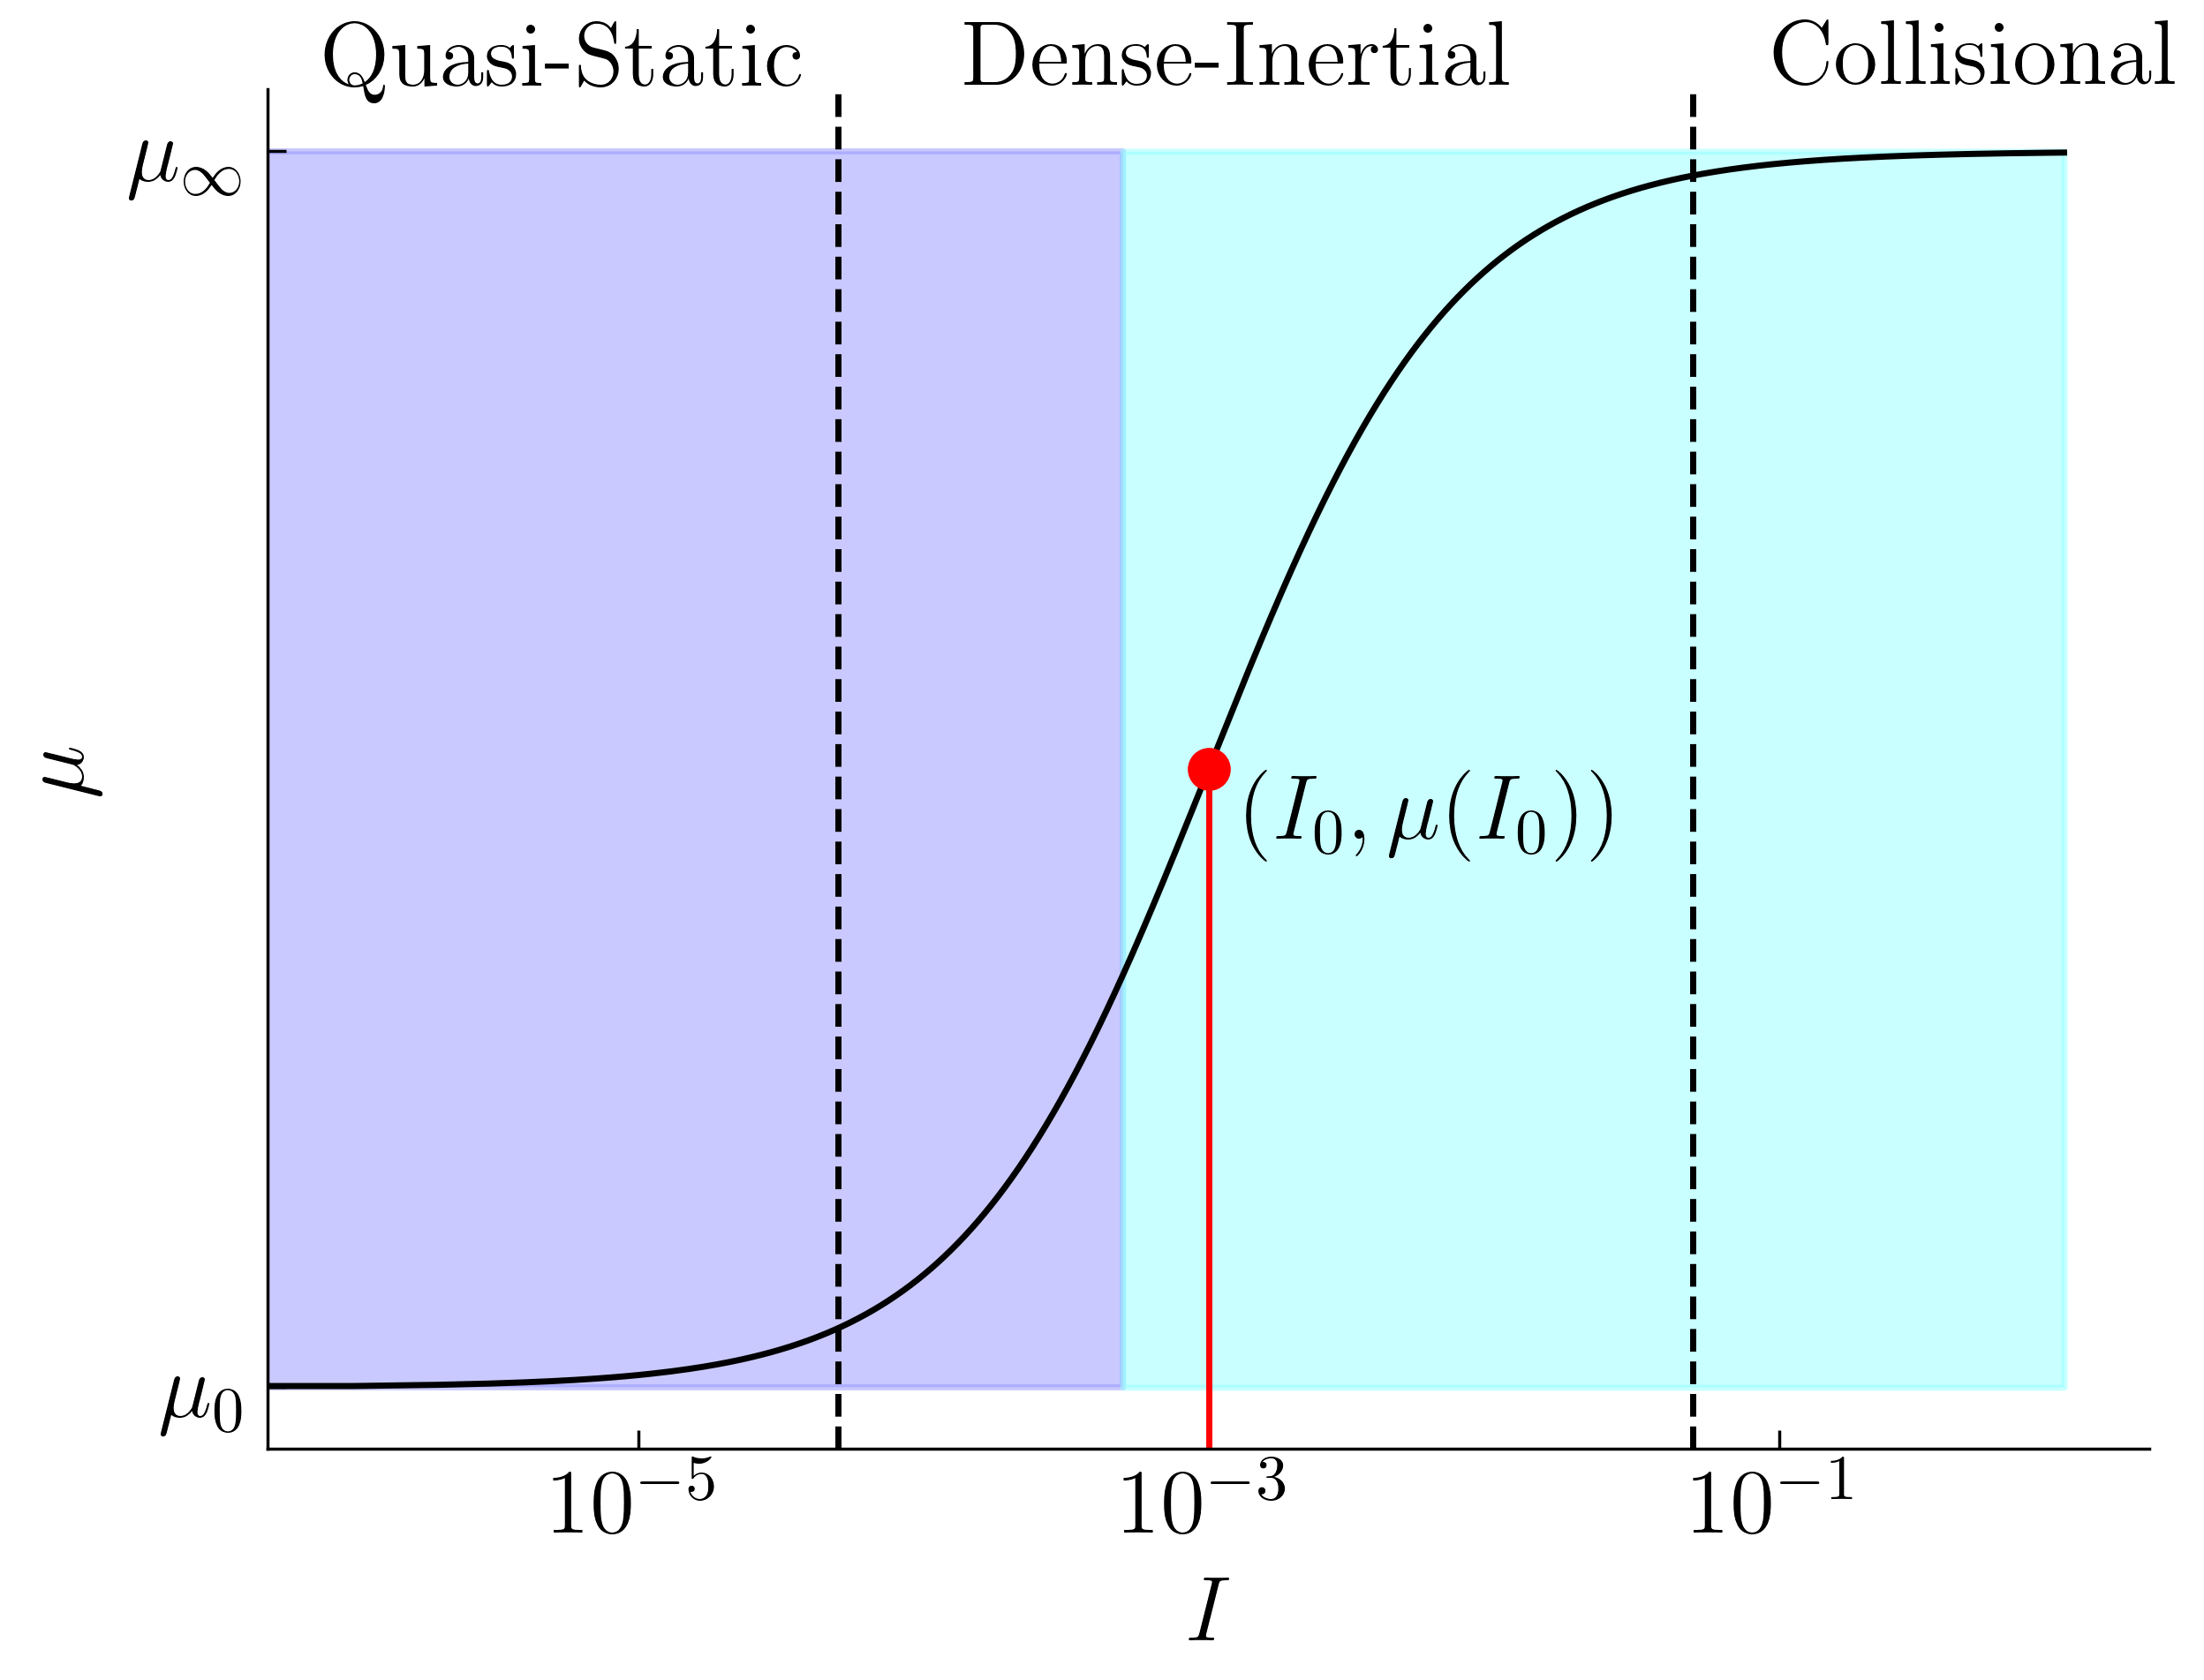 Quasi-Static Dense-Inertial Collisional
μ∞
μ
(I₀, μ(I₀))
μ₀
10⁻⁵ 10⁻³ 10⁻¹
I